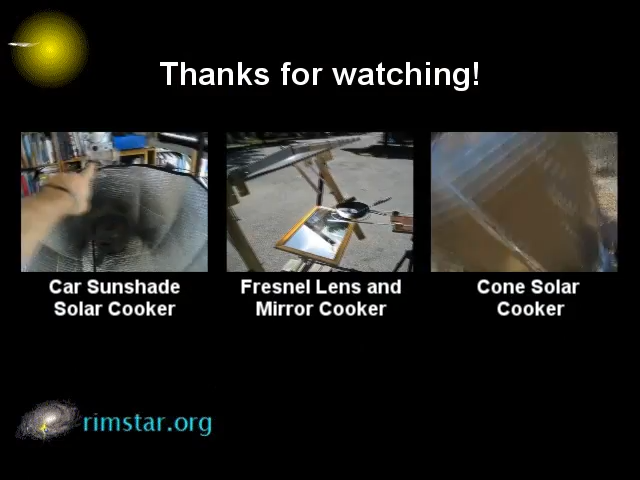 Thanks for watching!
Car Sunshade
Solar Cooker
Fresnel Lens and
Mirror Cooker
Cone Solar
Cooker
rimstar.org